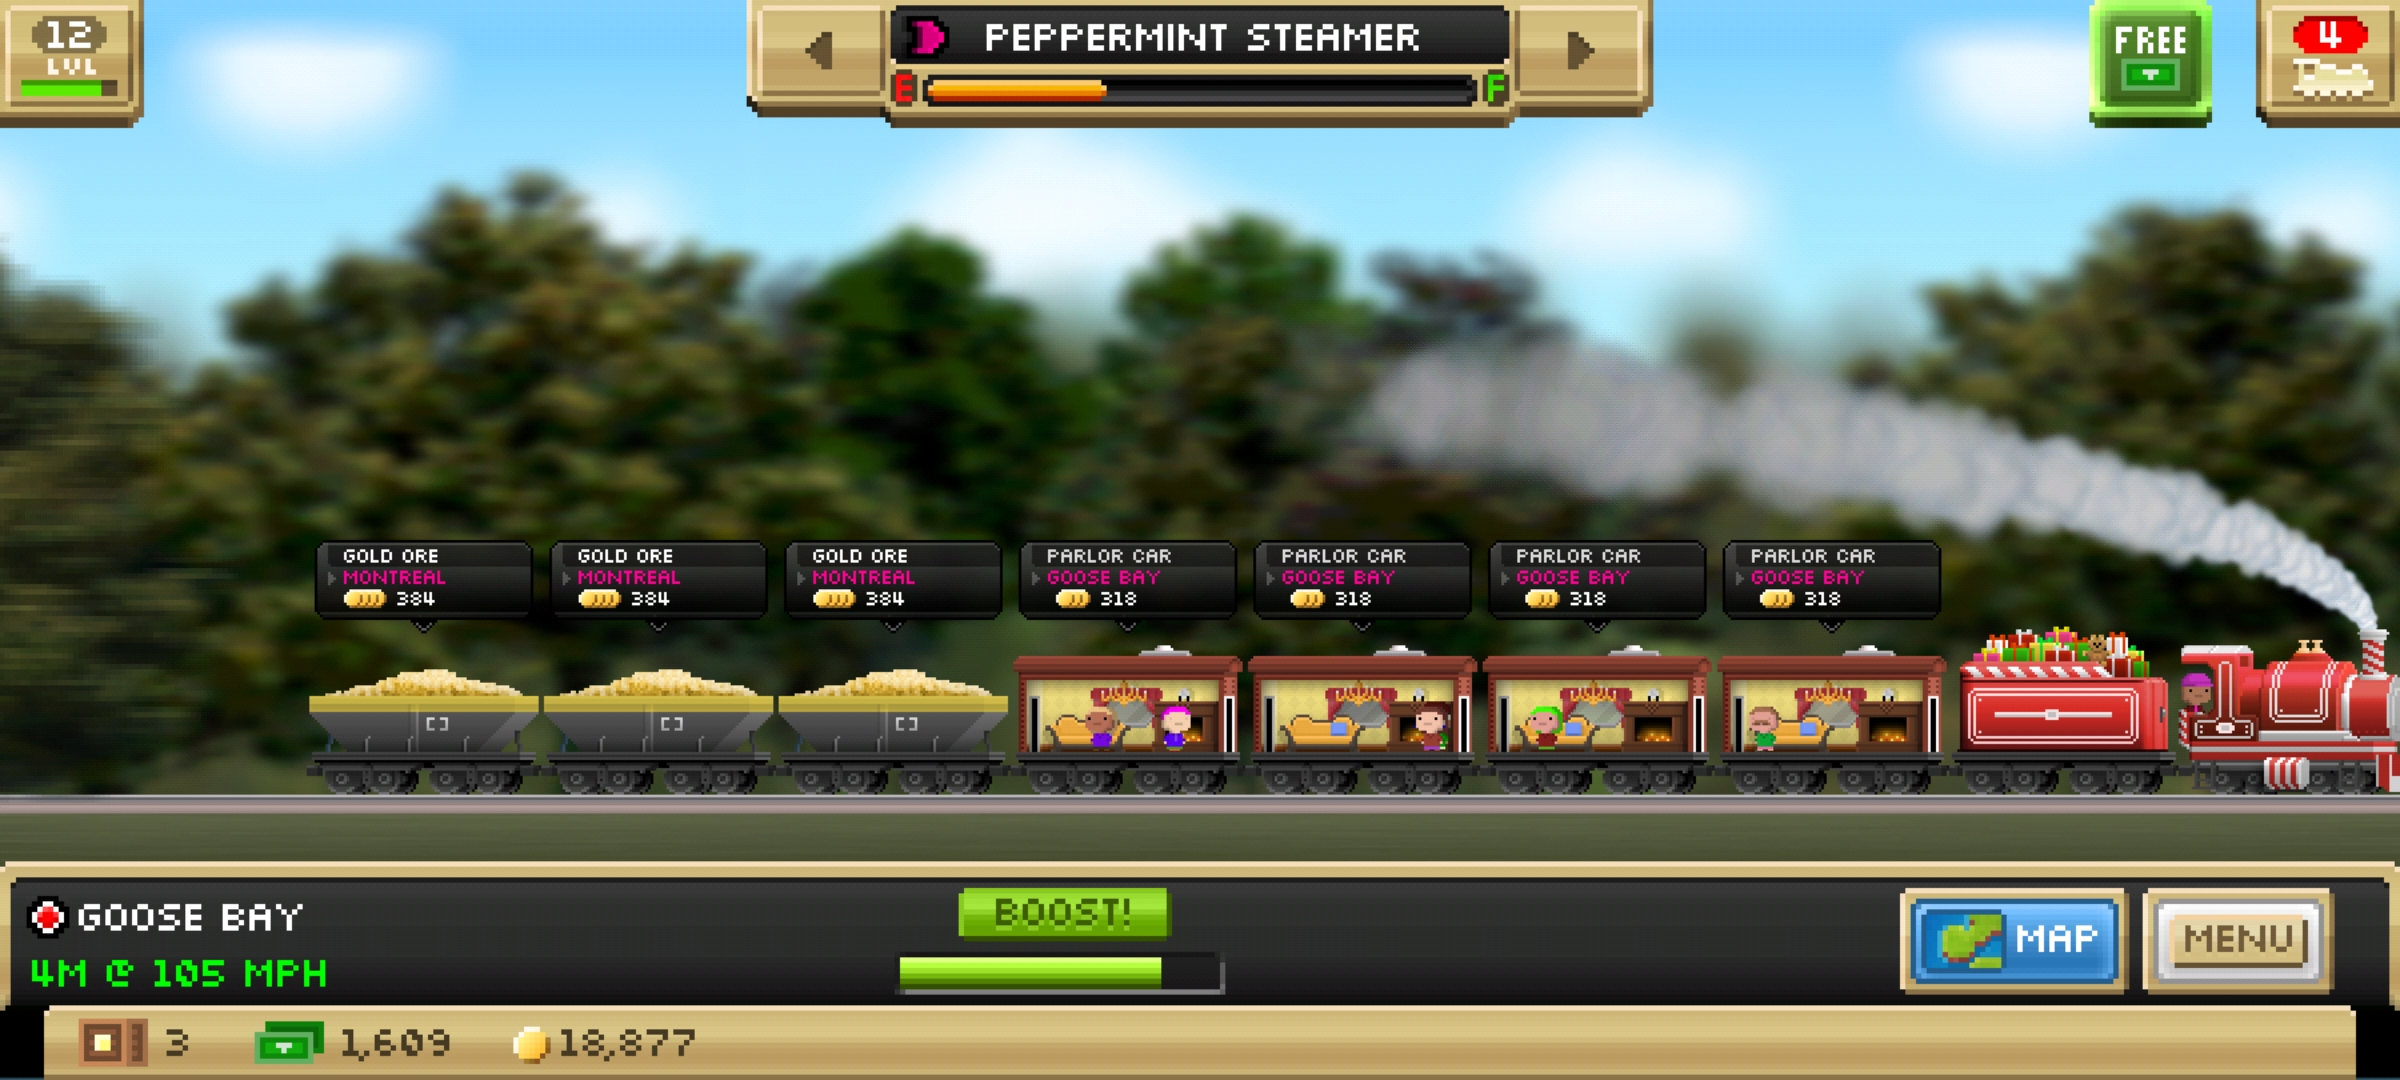 12
LVL
PEPPERMINT STEAMER
E F
FREE
4
GOLD ORE
MONTREAL
384
GOLD ORE
MONTREAL
384
GOLD ORE
MONTREAL
384
PARLOR CAR
GOOSE BAY
318
PARLOR CAR
GOOSE BAY
318
PARLOR CAR
GOOSE BAY
318
PARLOR CAR
GOOSE BAY
318
GOOSE BAY
4M @ 105 MPH
BOOST!
MAP
MENU
3
1,609
18,877